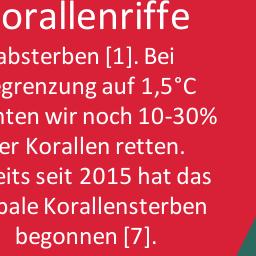 orallenriffe
absterben [1]. Bei
grenzung auf 1,5°C
nten wir noch 10-30%
er Korallen retten.
eits seit 2015 hat das
bale Korallensterben
begonnen [7].